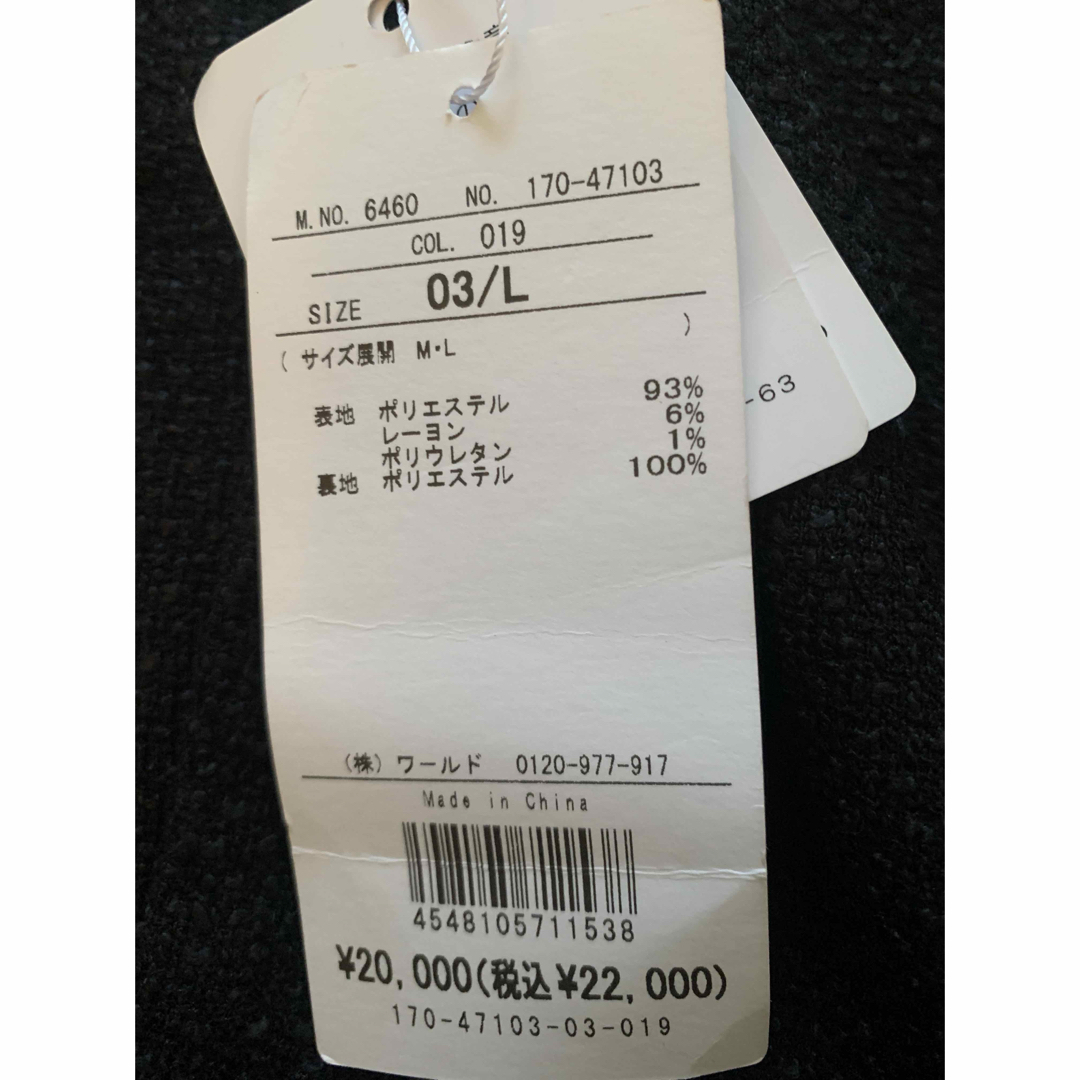 M.NO. 6460 NO. 170-47103
COL. 019
SIZE 03/L
( サイズ展開 M・L )
表地 ポリエステル 93%
レーヨン 6%
ポリウレタン 1%
裏地 ポリエステル 100%
-63
(株) ワールド 0120-977-917
Made in China
4548105711538
¥20,000(税込¥22,000)
170-47103-03-019